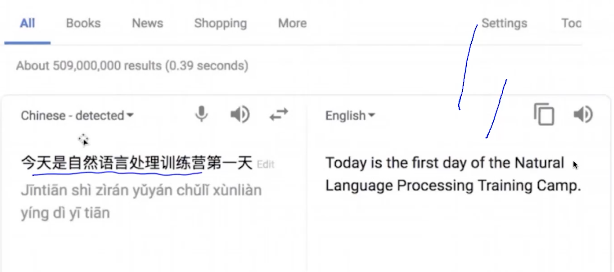 All Books News Shopping More Settings Too
About 509,000,000 results (0.39 seconds)
Chinese - detected
English
今天是自然语言处理训练营第一天 Edit
Jīntiān shì zìrán yǔyán chǔlǐ xùnliàn
yíng dì yī tiān
Today is the first day of the Natural
Language Processing Training Camp.